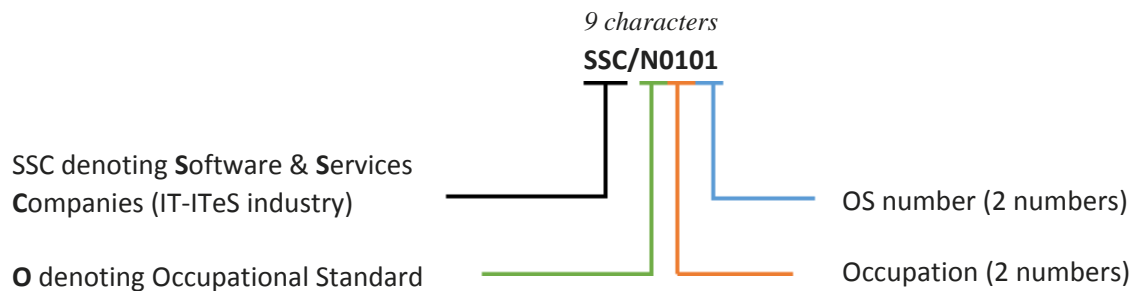 9 characters
SSC/N0101
SSC denoting Software & Services
Companies (IT-ITeS industry)
OS number (2 numbers)
O denoting Occupational Standard
Occupation (2 numbers)